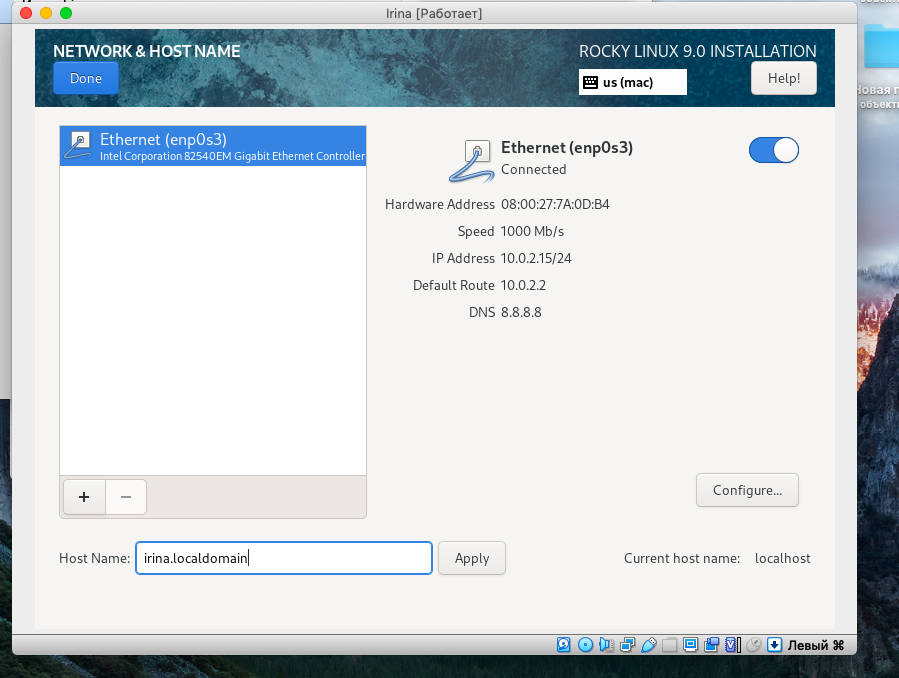 Irina [Работает]
NETWORK & HOST NAME
ROCKY LINUX 9.0 INSTALLATION
Done
us (mac)
Help!
Новая п
объекти
Ethernet (enp0s3)
Intel Corporation 82540EM Gigabit Ethernet Controller
Ethernet (enp0s3)
Connected
Hardware Address 08:00:27:7A:0D:B4
Speed 1000 Mb/s
IP Address 10.0.2.15/24
Default Route 10.0.2.2
DNS 8.8.8.8
+ −
Configure...
Host Name: irina.localdomain Apply Current host name: localhost
Левый ⌘